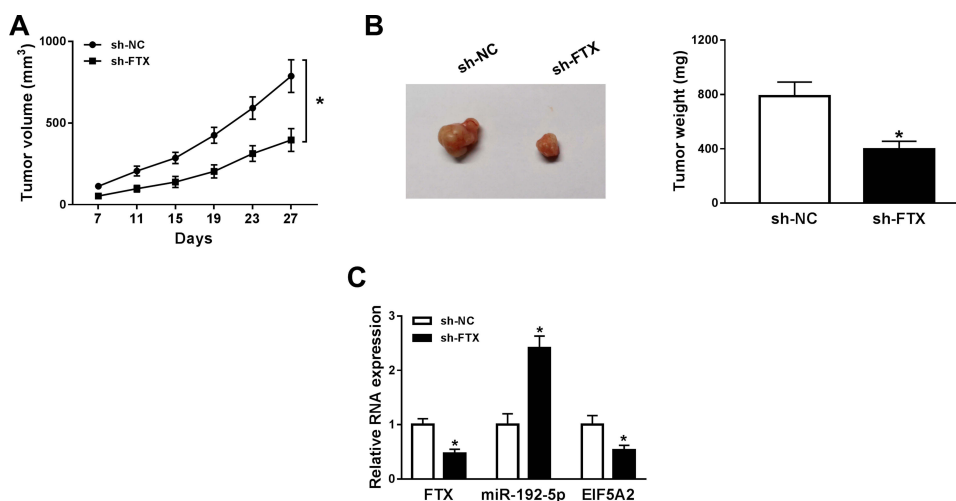 A
Tumor volume (mm³)
1000
500
0
sh-NC
sh-FTX
*
7 11 15 19 23 27
Days
B
sh-NC sh-FTX
Tumor weight (mg)
1200
800
400
0
*
sh-NC sh-FTX
C
Relative RNA expression
3
2
1
0
sh-NC
sh-FTX
* * *
FTX miR-192-5p EIF5A2